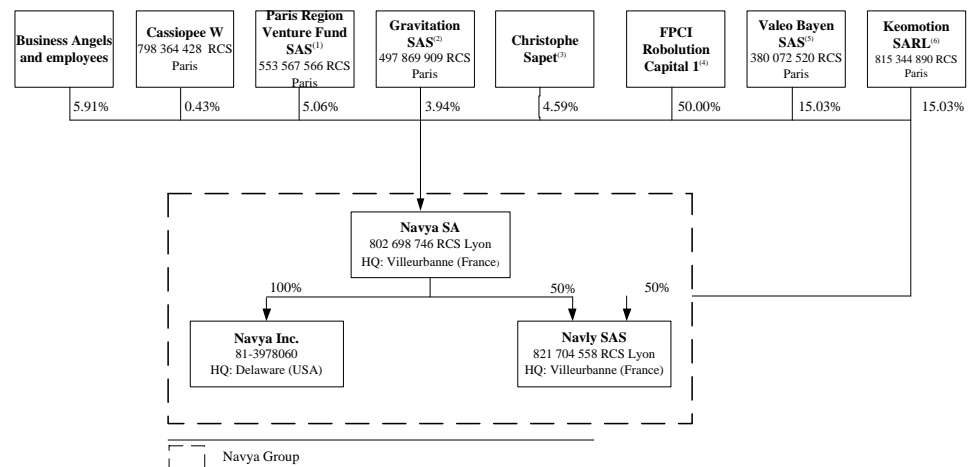 Business Angels
and employees
Cassiopee W
798 364 428 RCS
Paris
Paris Region
Venture Fund
SAS(1)
553 567 566 RCS
Paris
Gravitation
SAS(2)
497 869 909 RCS
Paris
Christophe
Sapet(3)
FPCI
Robolution
Capital 1(4)
Valeo Bayen
SAS(5)
380 072 520 RCS
Paris
Keomotion
SARL(6)
815 344 890 RCS
Paris
5.91%
0.43%
5.06%
3.94%
4.59%
50.00%
15.03%
15.03%
Navya SA
802 698 746 RCS Lyon
HQ: Villeurbanne (France)
100%
50%
50%
Navya Inc.
81-3978060
HQ: Delaware (USA)
Navly SAS
821 704 558 RCS Lyon
HQ: Villeurbanne (France)
Navya Group